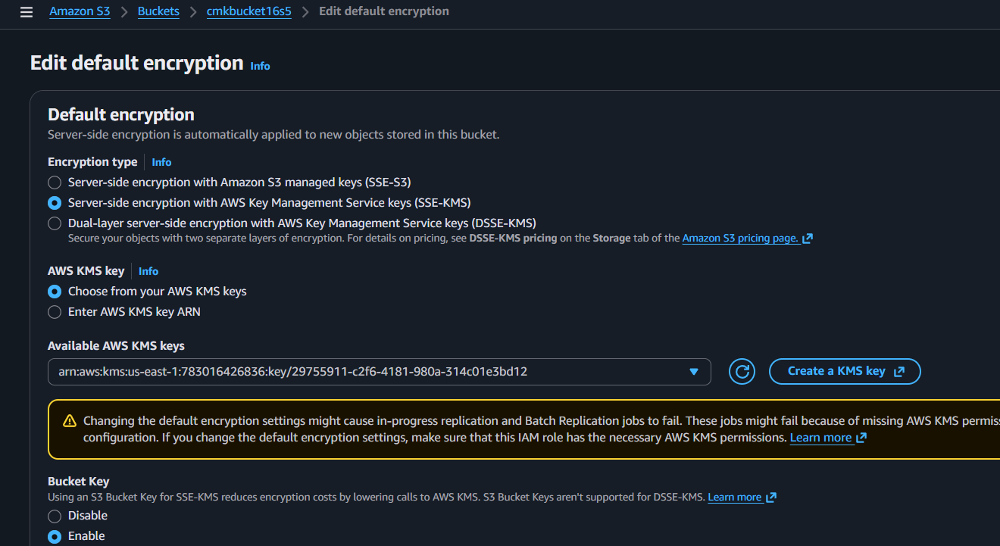 Amazon S3 > Buckets > cmkbucket16s5 > Edit default encryption
Edit default encryption Info
Default encryption
Server-side encryption is automatically applied to new objects stored in this bucket.
Encryption type Info
Server-side encryption with Amazon S3 managed keys (SSE-S3)
Server-side encryption with AWS Key Management Service keys (SSE-KMS)
Dual-layer server-side encryption with AWS Key Management Service keys (DSSE-KMS)
Secure your objects with two separate layers of encryption. For details on pricing, see DSSE-KMS pricing on the Storage tab of the Amazon S3 pricing page.
AWS KMS key Info
Choose from your AWS KMS keys
Enter AWS KMS key ARN
Available AWS KMS keys
arn:aws:kms:us-east-1:783016426836:key/29755911-c2f6-4181-980a-314c01e3bd12
Create a KMS key
Changing the default encryption settings might cause in-progress replication and Batch Replication jobs to fail. These jobs might fail because of missing AWS KMS permiss
configuration. If you change the default encryption settings, make sure that this IAM role has the necessary AWS KMS permissions. Learn more
Bucket Key
Using an S3 Bucket Key for SSE-KMS reduces encryption costs by lowering calls to AWS KMS. S3 Bucket Keys aren't supported for DSSE-KMS. Learn more
Disable
Enable